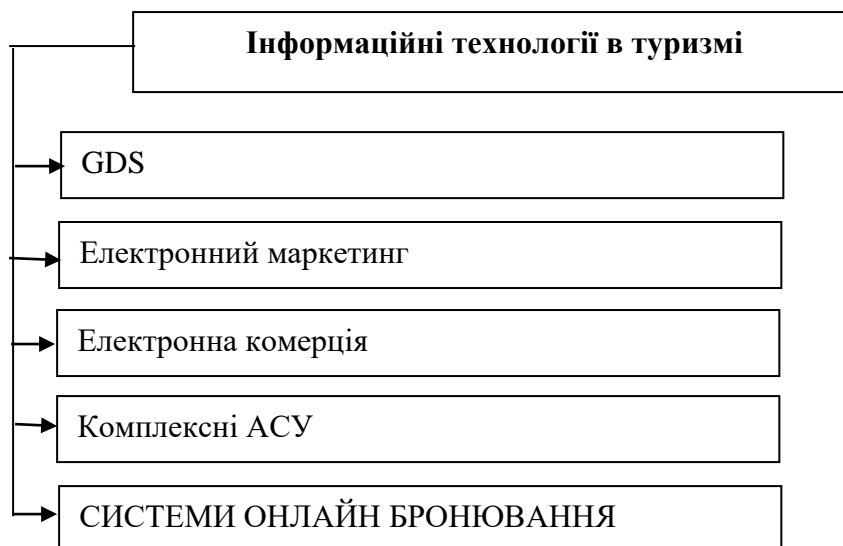 Інформаційні технології в туризмі
GDS
Електронний маркетинг
Електронна комерція
Комплексні АСУ
СИСТЕМИ ОНЛАЙН БРОНЮВАННЯ